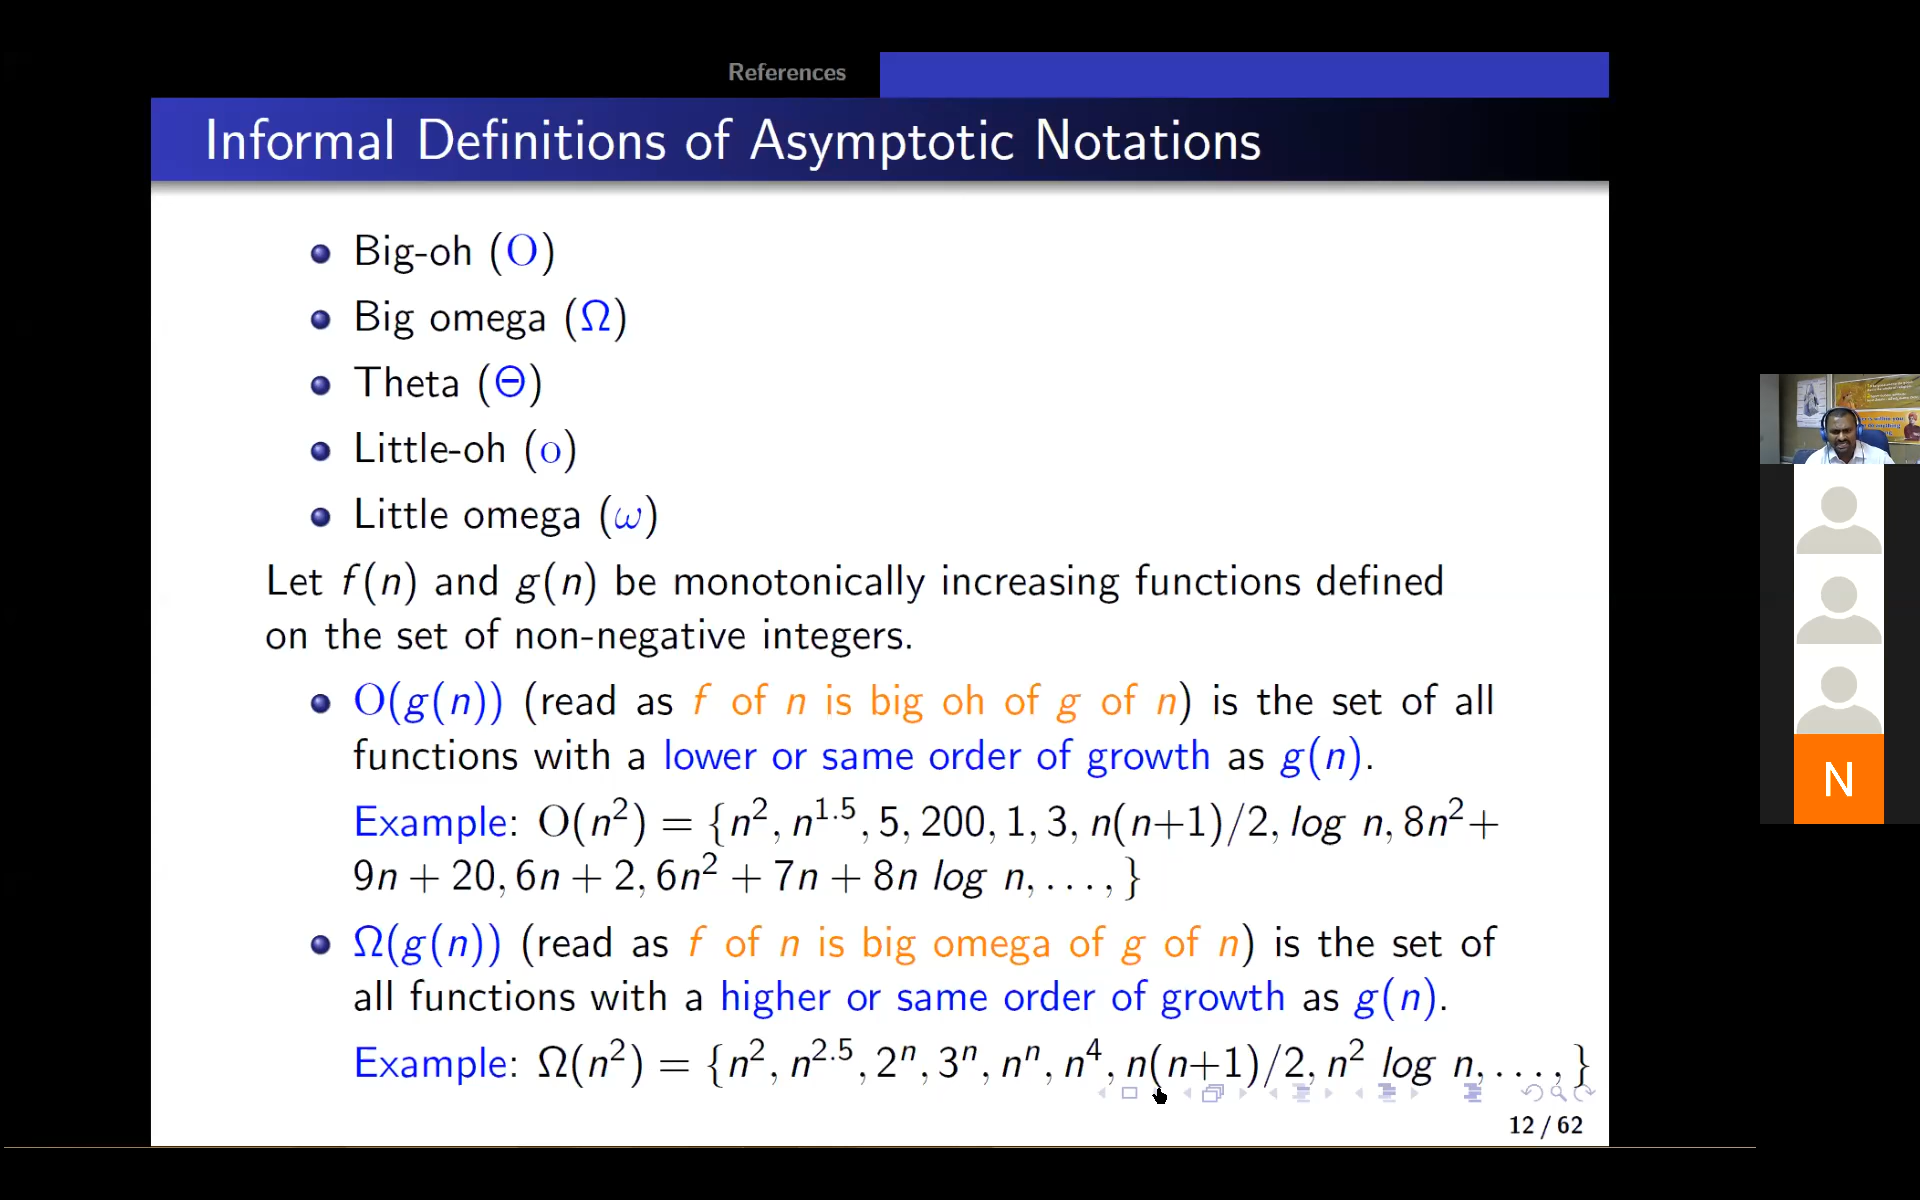 References
Informal Definitions of Asymptotic Notations
Big-oh (O)
Big omega (Ω)
Theta (Θ)
Little-oh (o)
Little omega (ω)
Let f(n) and g(n) be monotonically increasing functions defined
on the set of non-negative integers.
O(g(n)) (read as f of n is big oh of g of n) is the set of all
functions with a lower or same order of growth as g(n).
Example: O(n²) = {n², n^1.5, 5, 200, 1, 3, n(n+1)/2, log n, 8n²+
9n + 20, 6n + 2, 6n² + 7n + 8n log n, . . . , }
Ω(g(n)) (read as f of n is big omega of g of n) is the set of
all functions with a higher or same order of growth as g(n).
Example: Ω(n²) = {n², n^2.5, 2^n, 3^n, n^n, n^4, n(n+1)/2, n² log n, . . . , }
12 / 62
N